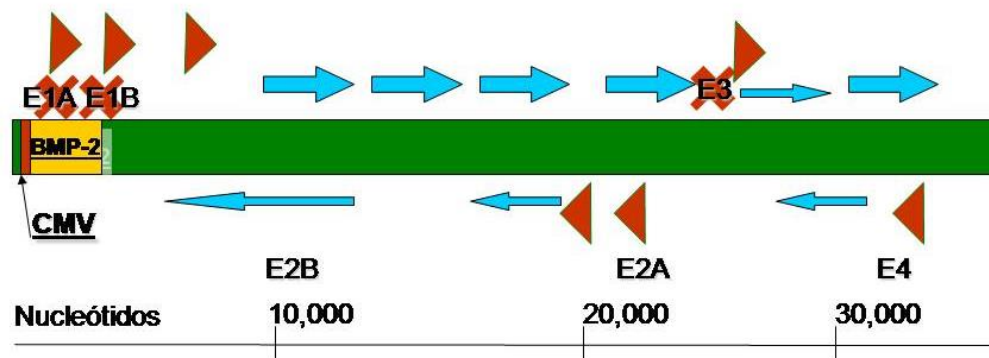 E1A E1B E3
BMP-2
CMV
E2B E2A E4
Nucleótidos 10,000 20,000 30,000